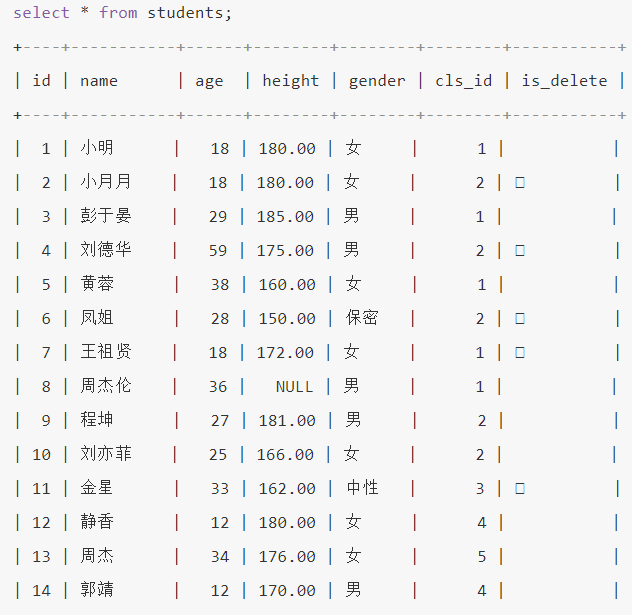 select * from students;
+----+-----------+-------+--------+--------+--------+-----------+
| id | name      | age  | height | gender | cls_id | is_delete |
+----+-----------+-------+--------+--------+--------+-----------+
|  1 | 小明      |   18 | 180.00 | 女     |      1 |           |
|  2 | 小月月    |   18 | 180.00 | 女     |      2 | □         |
|  3 | 彭于晏    |   29 | 185.00 | 男     |      1 |           |
|  4 | 刘德华    |   59 | 175.00 | 男     |      2 | □         |
|  5 | 黄蓉      |   38 | 160.00 | 女     |      1 |           |
|  6 | 凤姐      |   28 | 150.00 | 保密   |      2 | □         |
|  7 | 王祖贤    |   18 | 172.00 | 女     |      1 | □         |
|  8 | 周杰伦    |   36 |   NULL | 男     |      1 |           |
|  9 | 程坤      |   27 | 181.00 | 男     |      2 |           |
| 10 | 刘亦菲    |   25 | 166.00 | 女     |      2 |           |
| 11 | 金星      |   33 | 162.00 | 中性   |      3 | □         |
| 12 | 静香      |   12 | 180.00 | 女     |      4 |           |
| 13 | 周杰      |   34 | 176.00 | 女     |      5 |           |
| 14 | 郭靖      |   12 | 170.00 | 男     |      4 |           |